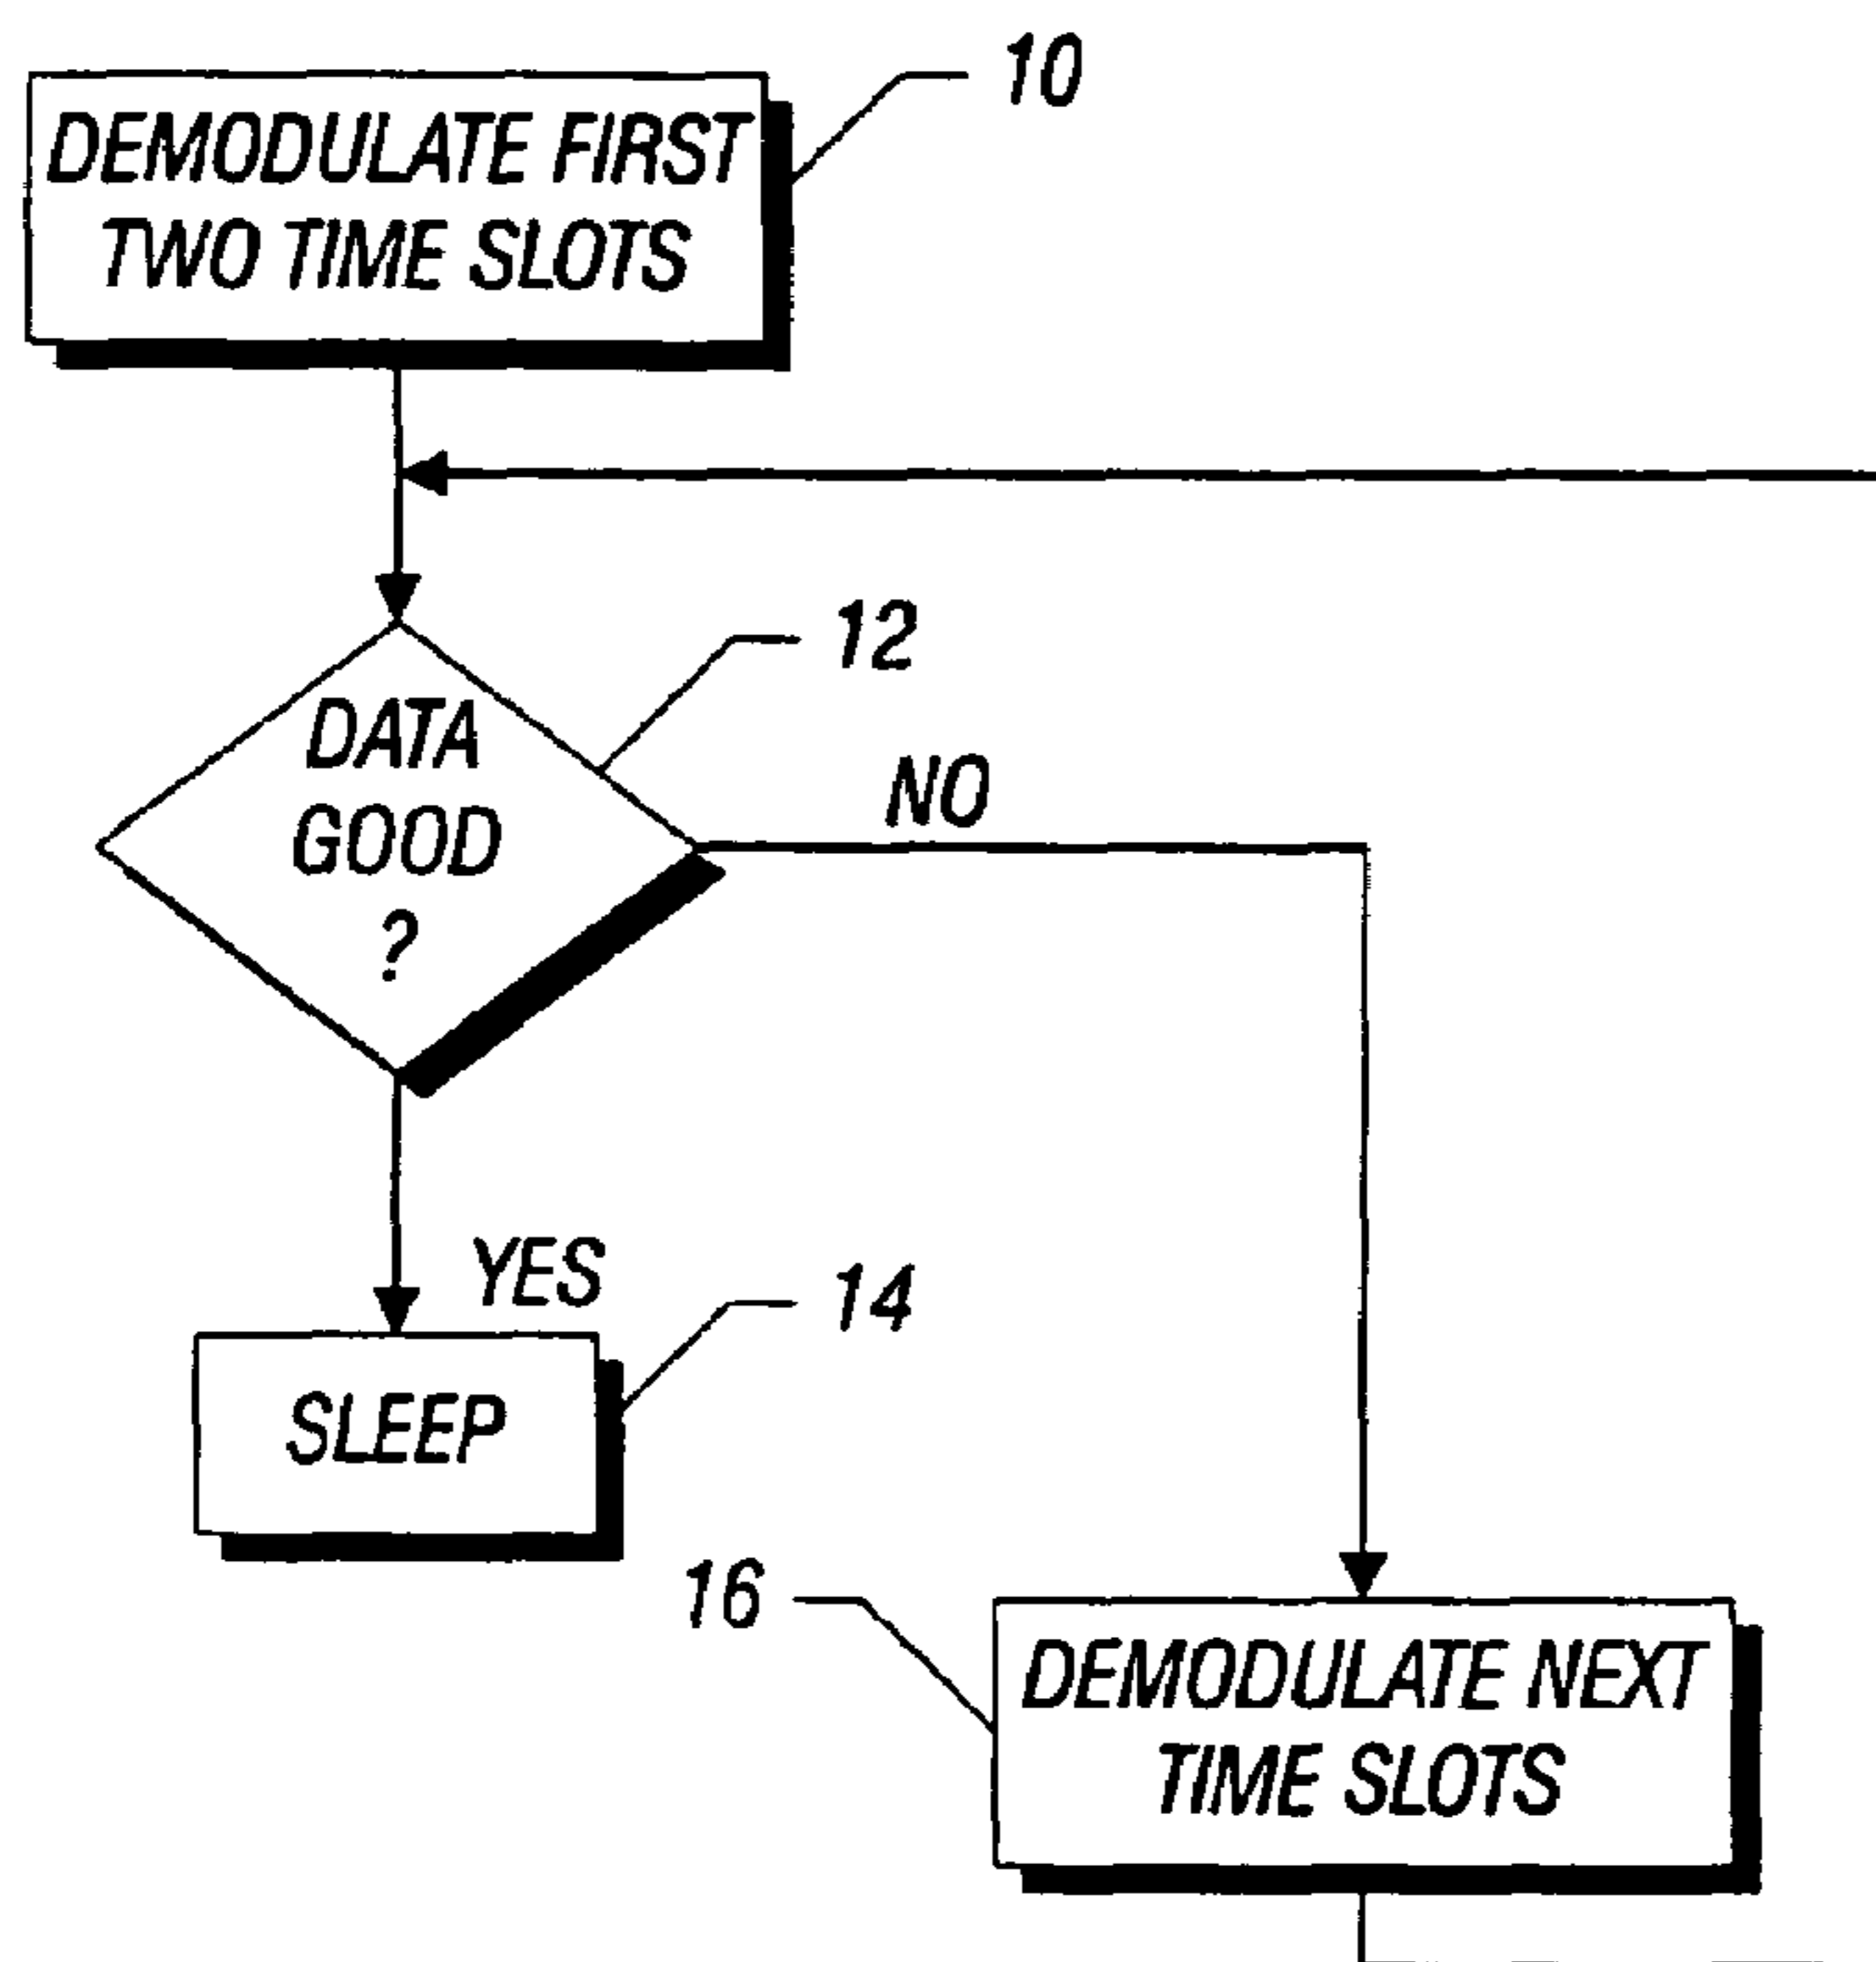 10
DEMODULATE FIRST
TWO TIME SLOTS
12
DATA
GOOD
?
NO
YES
14
SLEEP
16
DEMODULATE NEXT
TIME SLOTS